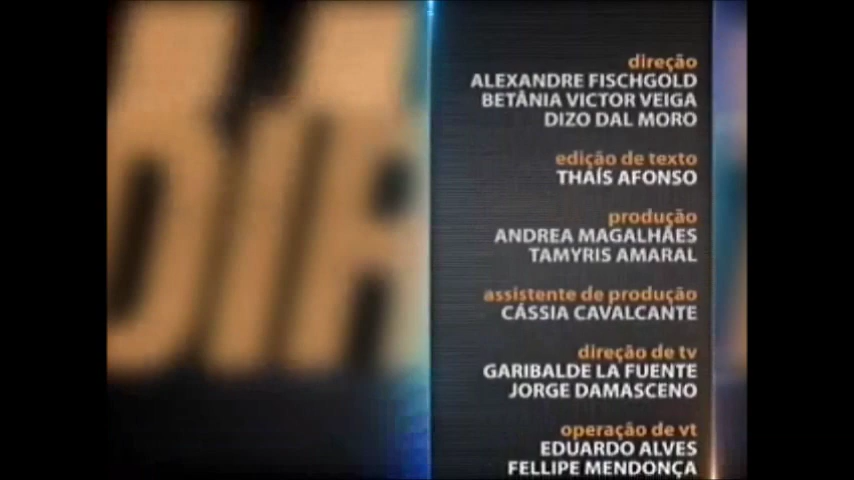 direção
ALEXANDRE FISCHGOLD
BETÂNIA VICTOR VEIGA
DIZO DAL MORO
edição de texto
THAÍS AFONSO
produção
ANDREA MAGALHÃES
TAMYRIS AMARAL
assistente de produção
CÁSSIA CAVALCANTE
direção de tv
GARIBALDE LA FUENTE
JORGE DAMASCENO
operação de vt
EDUARDO ALVES
FELLIPE MENDONÇA